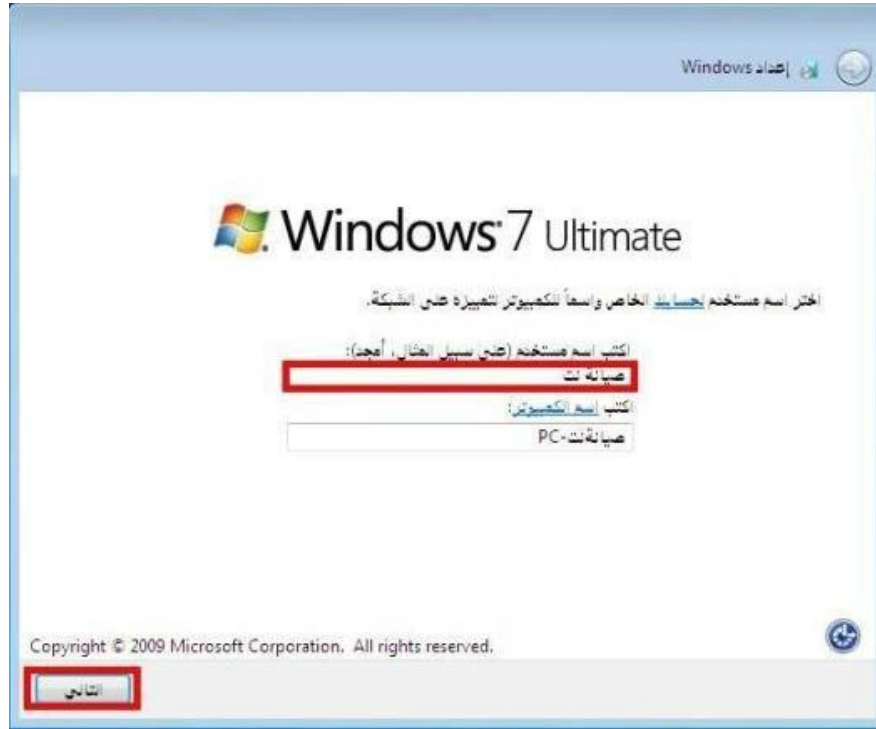 إعداد Windows
Windows 7 Ultimate
اختر اسم مستخدم لحسابك الخاص واسماً للكمبيوتر لتمييزه على الشبكة.
اكتب اسم مستخدم (على سبيل المثال، أمجد):
صيانة نت
اكتب اسم الكمبيوتر:
صيانةنت-PC
Copyright © 2009 Microsoft Corporation. All rights reserved.
التالي